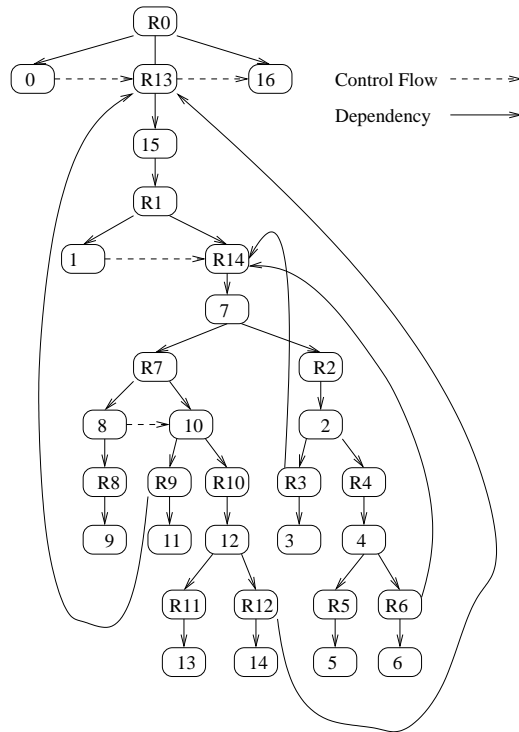 R0
0 R13 16
Control Flow
Dependency
15
R1
1 R14
7
R7 R2
8 10 2
R8 R9 R10 R3 R4
9 11 12 3 4
R11 R12 R5 R6
13 14 5 6